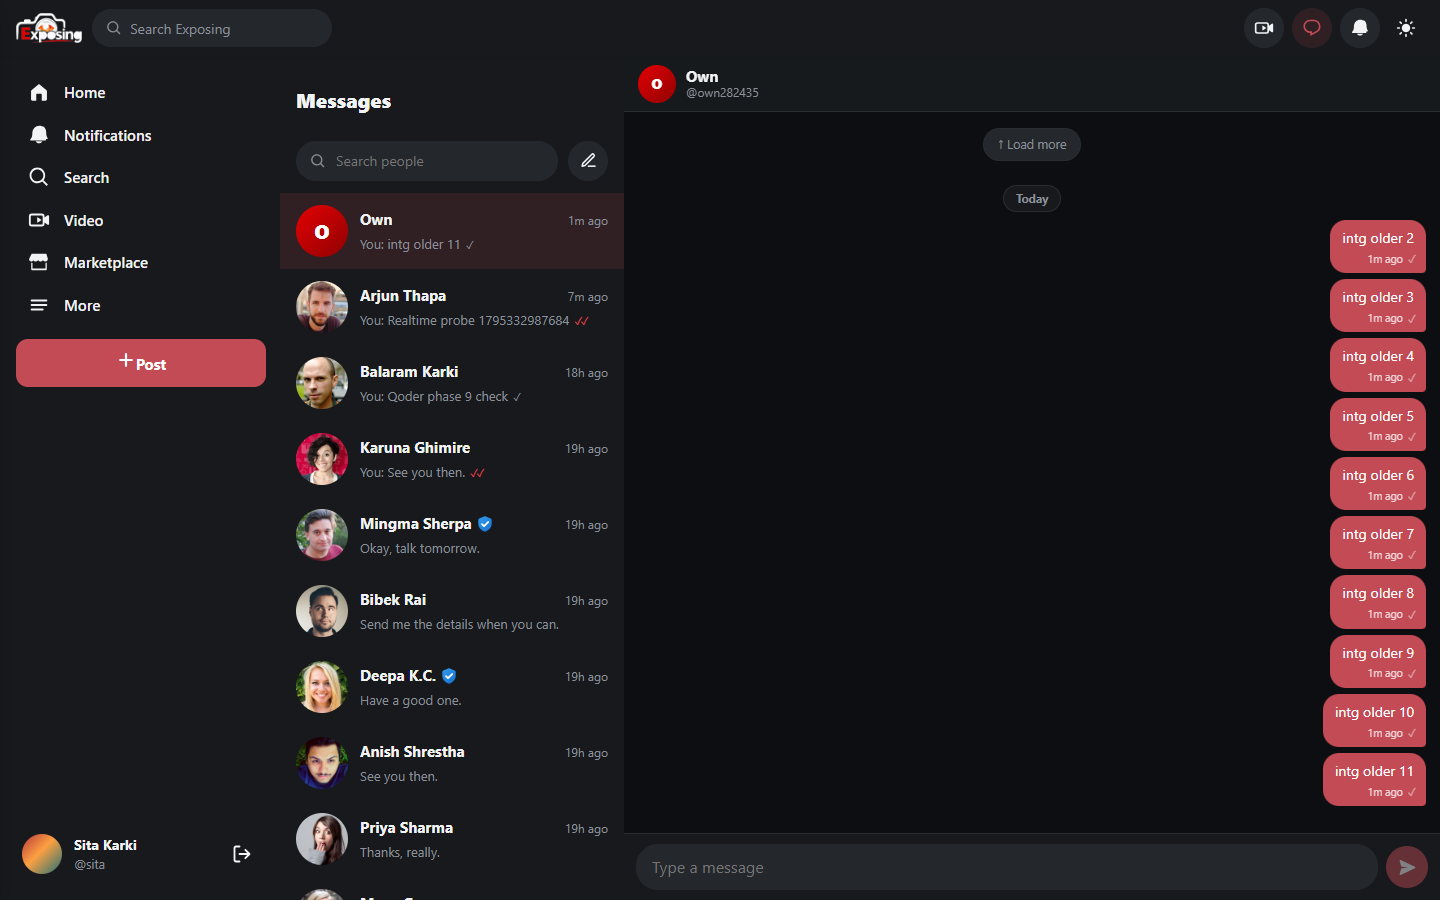 Exposing
Search Exposing
Home
Notifications
Search
Video
Marketplace
More
+ Post
Sita Karki
@sita
Messages
Search people
O
Own
1m ago
You: intg older 11 ✓
Arjun Thapa
7m ago
You: Realtime probe 1795332987684 ✓✓
Balaram Karki
18h ago
You: Qoder phase 9 check ✓
Karuna Ghimire
19h ago
You: See you then. ✓✓
Mingma Sherpa
19h ago
Okay, talk tomorrow.
Bibek Rai
19h ago
Send me the details when you can.
Deepa K.C.
19h ago
Have a good one.
Anish Shrestha
19h ago
See you then.
Priya Sharma
19h ago
Thanks, really.
O
Own
@own282435
↑ Load more
Today
intg older 2
1m ago ✓
intg older 3
1m ago ✓
intg older 4
1m ago ✓
intg older 5
1m ago ✓
intg older 6
1m ago ✓
intg older 7
1m ago ✓
intg older 8
1m ago ✓
intg older 9
1m ago ✓
intg older 10
1m ago ✓
intg older 11
1m ago ✓
Type a message